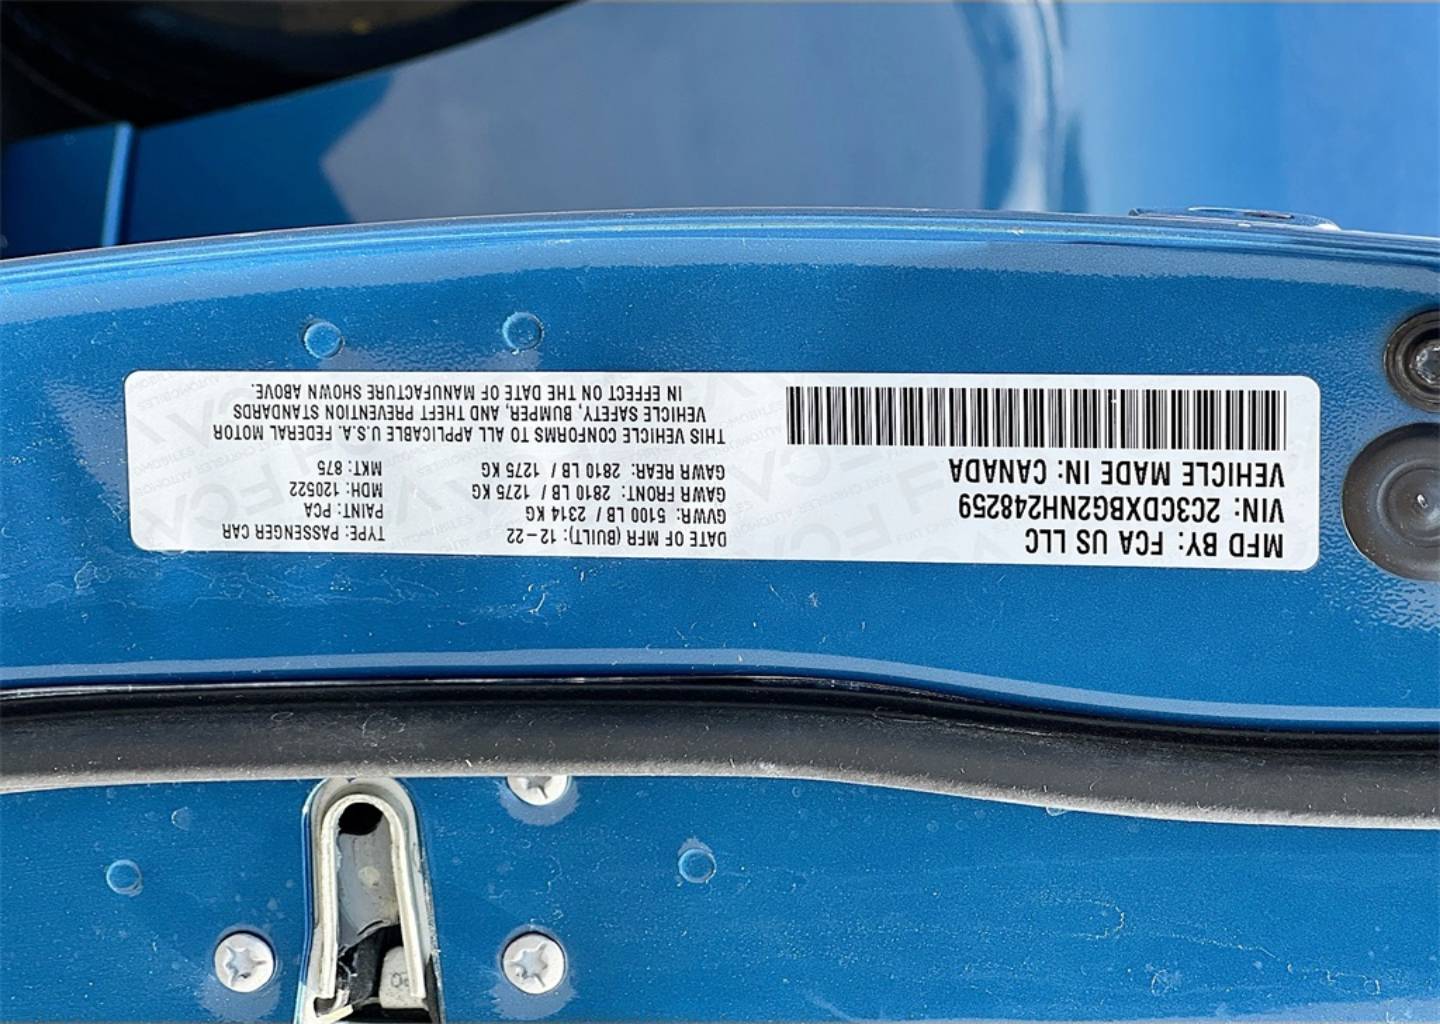 MFD BY: FCA US LLC
VIN: 2C3CDXBG2NH248259
VEHICLE MADE IN: CANADA
DATE OF MFR (BUILT): 12-22
GVWR: 5100 LB / 2314 KG
GAWR FRONT: 2810 LB / 1275 KG
GAWR REAR: 2810 LB / 1275 KG
TYPE: PASSENGER CAR
PAINT: PCA
MDH: 120522
MKT: 875
THIS VEHICLE CONFORMS TO ALL APPLICABLE U.S.A. FEDERAL MOTOR
VEHICLE SAFETY, BUMPER, AND THEFT PREVENTION STANDARDS
IN EFFECT ON THE DATE OF MANUFACTURE SHOWN ABOVE.